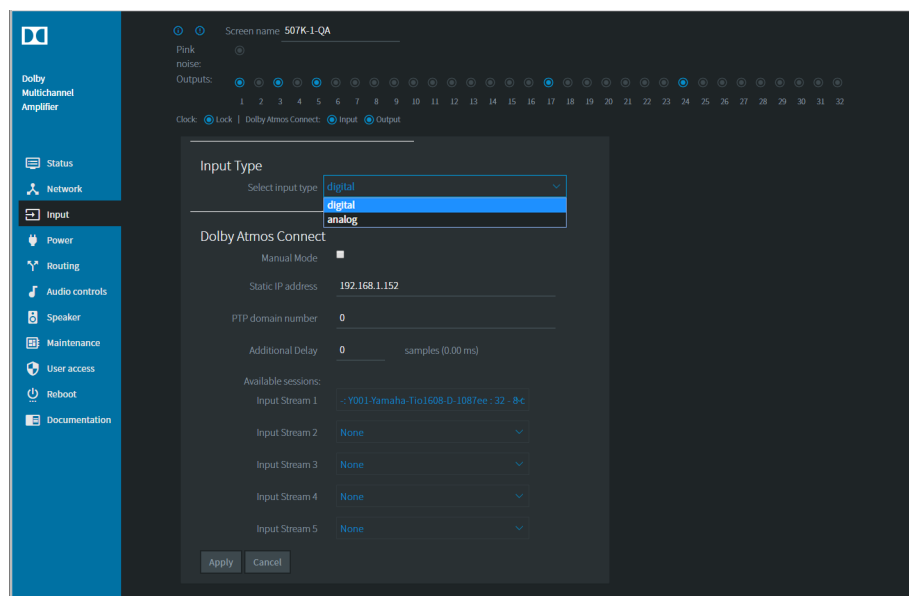 Dolby
Multichannel
Amplifier
Status
Network
Input
Power
Routing
Audio controls
Speaker
Maintenance
User access
Reboot
Documentation
Screen name 507K-1-QA
Pink
noise:
Outputs:
1 2 3 4 5 6 7 8 9 10 11 12 13 14 15 16 17 18 19 20 21 22 23 24 25 26 27 28 29 30 31 32
Clock: Lock | Dolby Atmos Connect: Input Output
Input Type
Select input type digital
digital
analog
Dolby Atmos Connect
Manual Mode
Static IP address 192.168.1.152
PTP domain number 0
Additional Delay 0 samples (0.00 ms)
Available sessions:
Input Stream 1 -: Y001-Yamaha-Tio1608-D-1087ee : 32 - 8-c
Input Stream 2 None
Input Stream 3 None
Input Stream 4 None
Input Stream 5 None
Apply Cancel